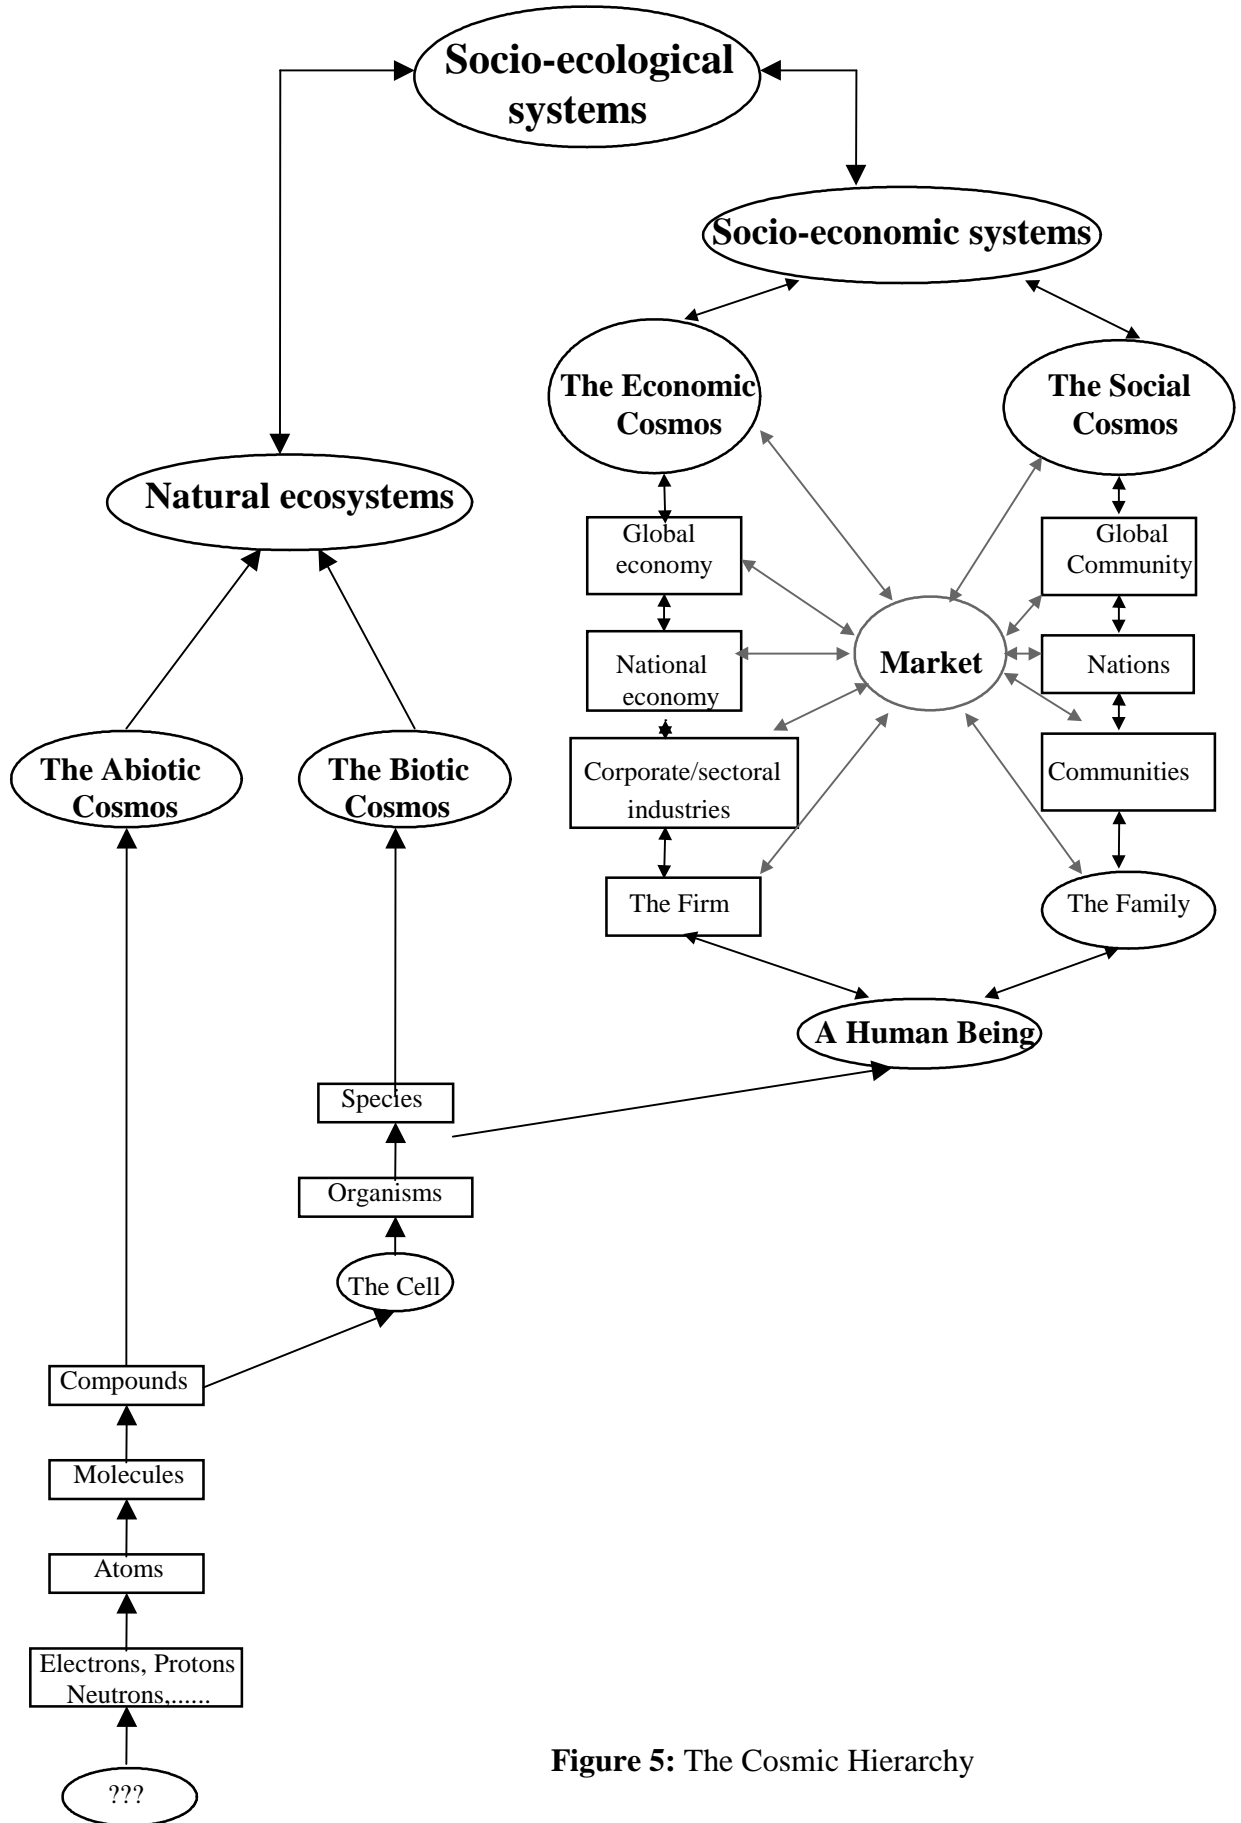 Socio-ecological
systems
Socio-economic systems
The Economic
Cosmos
The Social
Cosmos
Natural ecosystems
Global
economy
Global
Community
National
economy
Market
Nations
The Abiotic
Cosmos
The Biotic
Cosmos
Corporate/sectoral
industries
Communities
The Firm
The Family
A Human Being
Species
Organisms
The Cell
Compounds
Molecules
Atoms
Electrons, Protons
Neutrons,......
Figure 5: The Cosmic Hierarchy
???